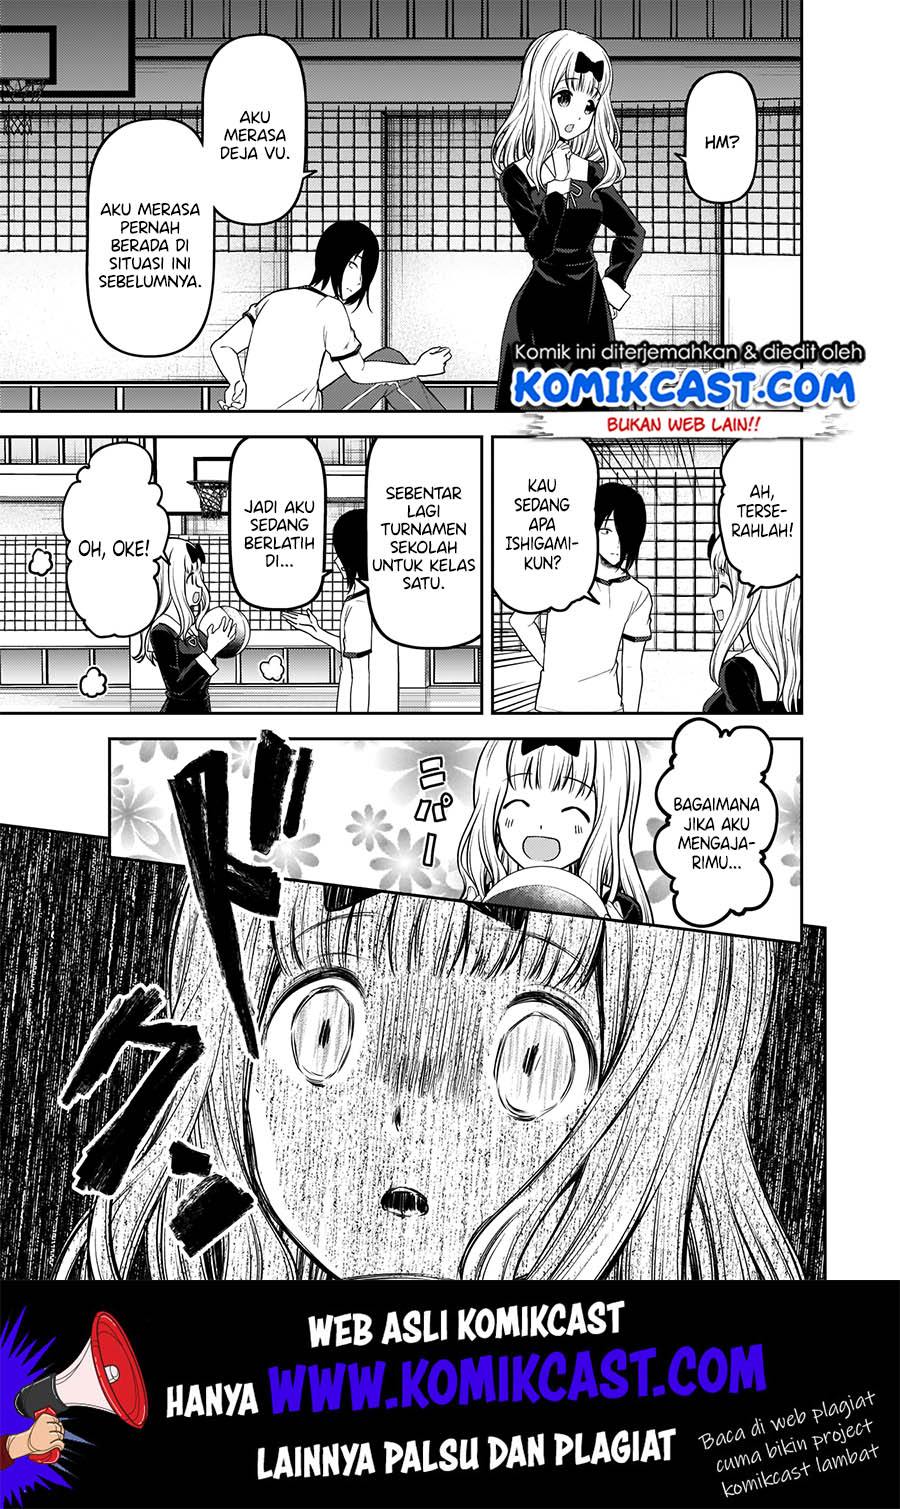 HM?
AKU
MERASA
DEJA VU.
AKU MERASA
PERNAH
BERADA DI
SITUASI INI
SEBELUMNYA.
Komik ini diterjemahkan & diedit oleh
KOMIKCAST.COM
BUKAN WEB LAIN!!
AH,
TERSE-
RAHLAH!
KAU
SEDANG
APA
ISHIGAMI-
KUN?
SEBENTAR
LAGI
TURNAMEN
SEKOLAH
UNTUK KELAS
SATU.
JADI AKU
SEDANG
BERLATIH
DI...
OH, OKE!
BAGAIMANA
JIKA AKU
MENGAJA-
RIMU...
ニパー
ドクン
WEB ASLI KOMIKCAST
HANYA WWW.KOMIKCAST.COM
LAINNYA PALSU DAN PLAGIAT
Baca di web plagiat
cuma bikin project
komikcast lambat